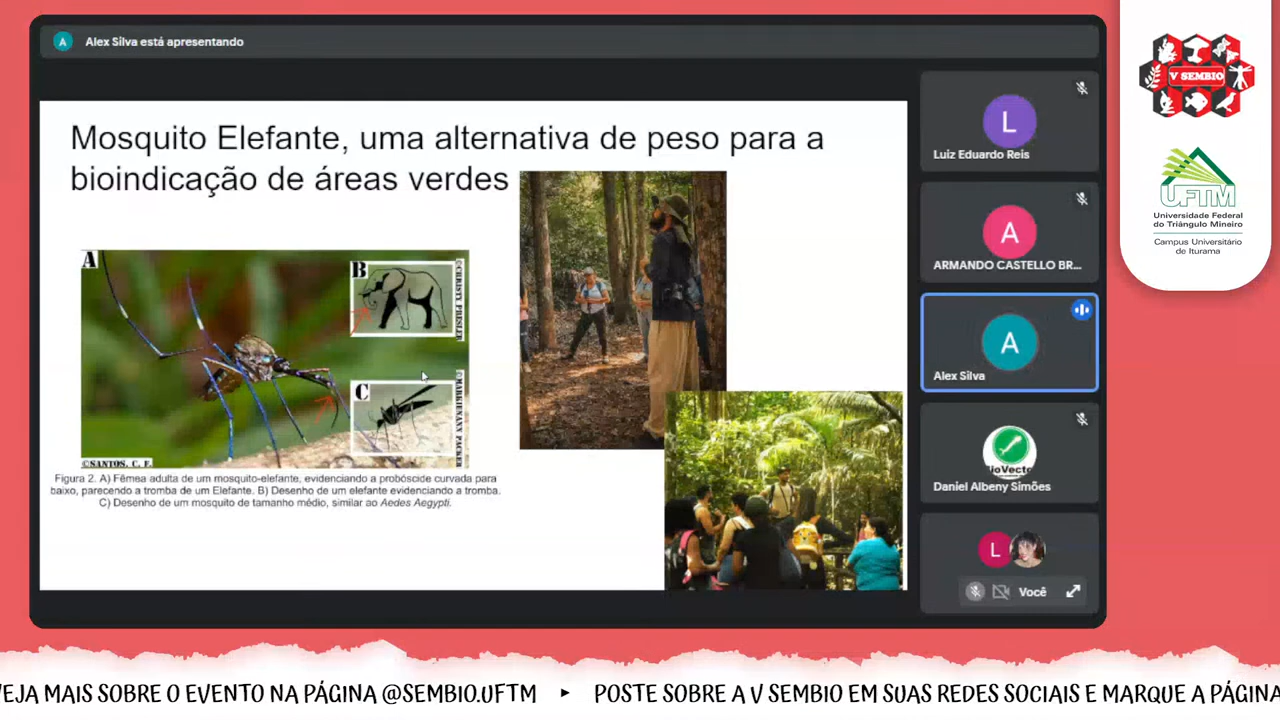 A
Alex Silva está apresentando
Mosquito Elefante, uma alternativa de peso para a
bioindicação de áreas verdes
A
B
©CHRISTY PRESLER
C
©MARKIENANN PACKER
©SANTOS, C. F.
Figura 2. A) Fêmea adulta de um mosquito-elefante, evidenciando a probóscide curvada para
baixo, parecendo a tromba de um Elefante. B) Desenho de um elefante evidenciando a tromba.
C) Desenho de um mosquito de tamanho médio, similar ao Aedes Aegypti.
L
Luiz Eduardo Reis
A
ARMANDO CASTELLO BR...
A
Alex Silva
Daniel Albeny Simões
L
Você
V SEMBIO
UFTM
Universidade Federal
do Triângulo Mineiro
Campus Universitário
de Iturama
VEJA MAIS SOBRE O EVENTO NA PÁGINA @SEMBIO.UFTM ▸ POSTE SOBRE A V SEMBIO EM SUAS REDES SOCIAIS E MARQUE A PÁGINA